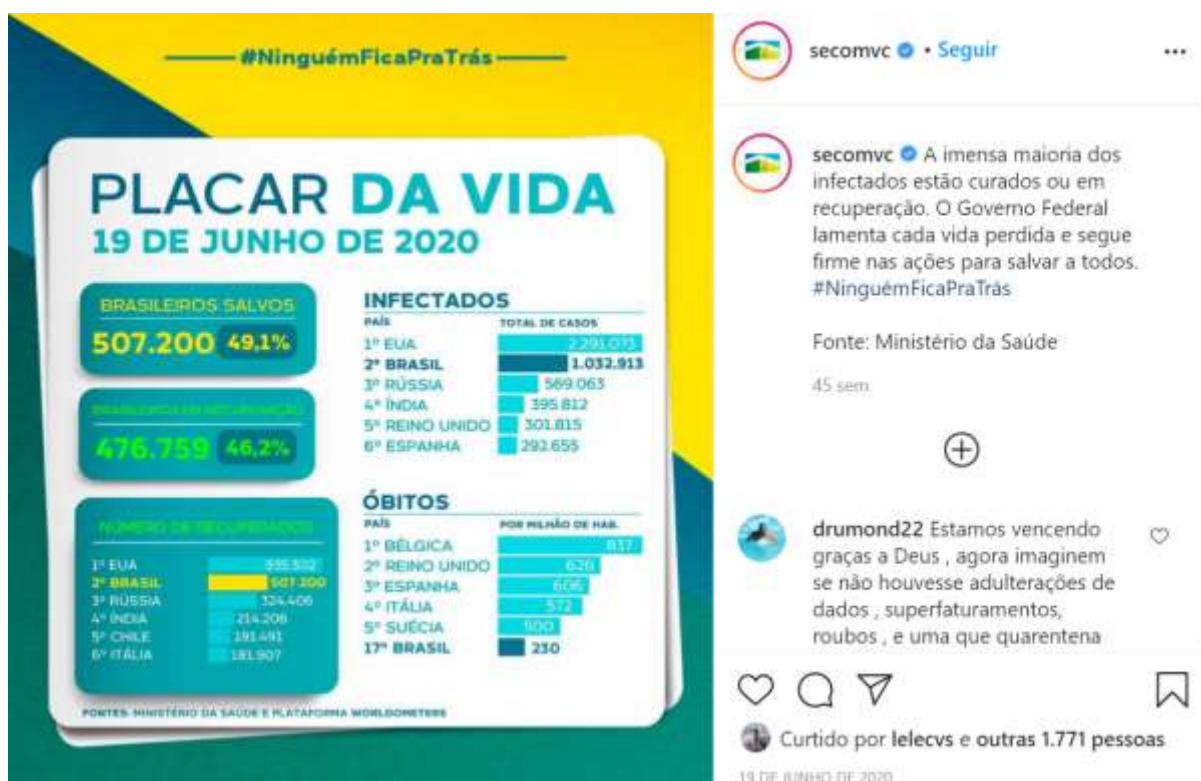 #NinguémFicaPraTrás
PLACAR DA VIDA
19 DE JUNHO DE 2020
BRASILEIROS SALVOS
507.200 49,1%
BRASILEIROS EM RECUPERAÇÃO
476.759 46,2%
NÚMERO DE RECUPERADOS
1º EUA
2º BRASIL 507.200
3º RÚSSIA 324.406
4º ÍNDIA 214.206
5º CHILE 191.491
6º ITÁLIA 181.907
INFECTADOS
PAÍS TOTAL DE CASOS
1º EUA 2.291.073
2º BRASIL 1.032.913
3º RÚSSIA 569.063
4º ÍNDIA 395.812
5º REINO UNIDO 301.815
6º ESPANHA 292.655
ÓBITOS
PAÍS POR MILHÃO DE HAB.
1º BÉLGICA 837
2º REINO UNIDO 626
3º ESPANHA 606
4º ITÁLIA 572
5º SUÉCIA 500
17º BRASIL 230
FONTES: MINISTÉRIO DA SAÚDE E PLATAFORMA WORLDOMETERS
secomvc • Seguir
secomvc A imensa maioria dos
infectados estão curados ou em
recuperação. O Governo Federal
lamenta cada vida perdida e segue
firme nas ações para salvar a todos.
#NinguémFicaPraTrás
Fonte: Ministério da Saúde
45 sem
drumond22 Estamos vencendo
graças a Deus , agora imaginem
se não houvesse adulterações de
dados , superfaturamentos,
roubos , e uma que quarentena
Curtido por lelecvs e outras 1.771 pessoas
19 DE JUNHO DE 2020